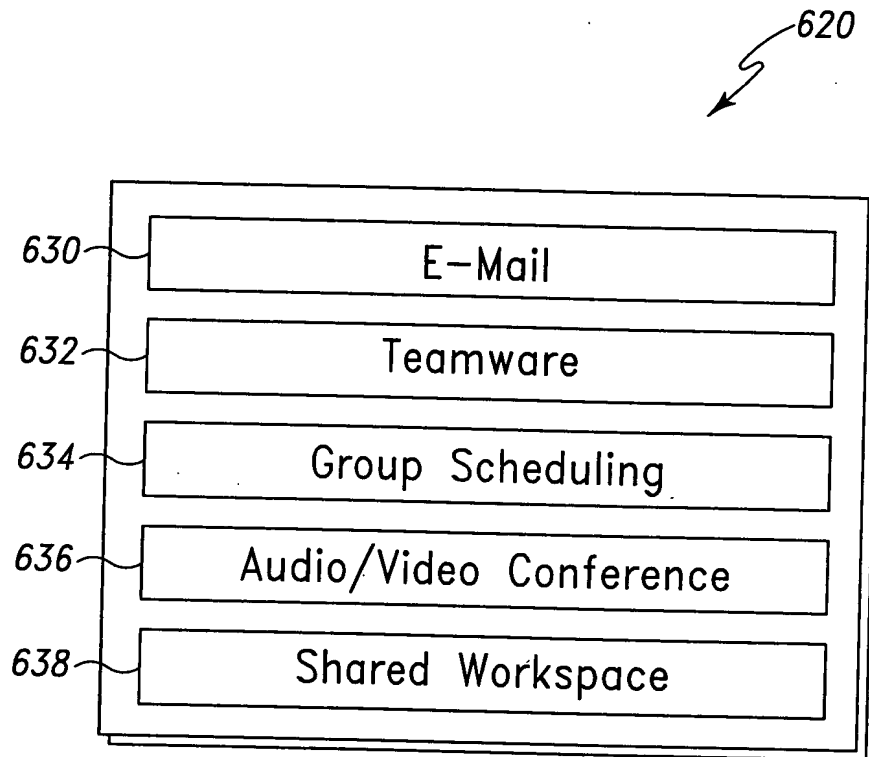 620
630 E-Mail
632 Teamware
634 Group Scheduling
636 Audio/Video Conference
638 Shared Workspace